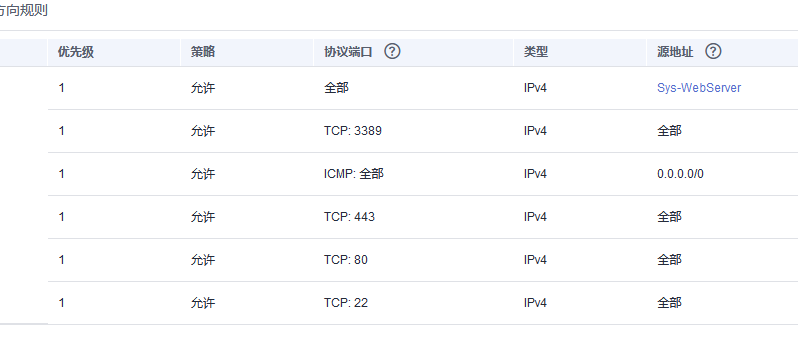 方向规则
优先级 策略 协议端口 ? 类型 源地址 ?
1 允许 全部 IPv4 Sys-WebServer
1 允许 TCP: 3389 IPv4 全部
1 允许 ICMP: 全部 IPv4 0.0.0.0/0
1 允许 TCP: 443 IPv4 全部
1 允许 TCP: 80 IPv4 全部
1 允许 TCP: 22 IPv4 全部